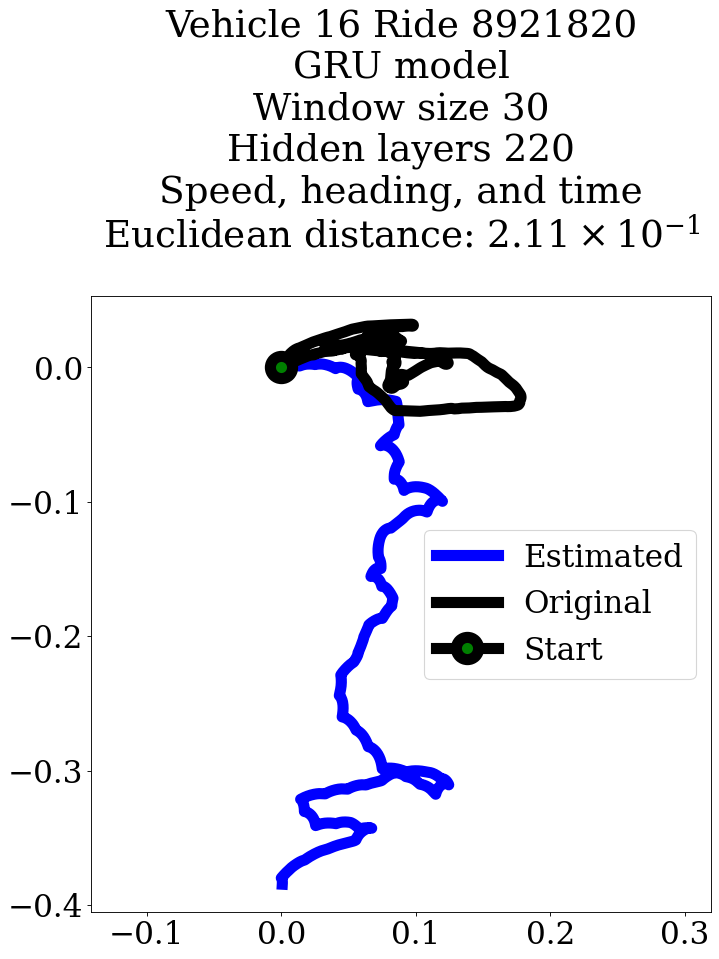 Vehicle 16 Ride 8921820
GRU model
Window size 30
Hidden layers 220
Speed, heading, and time
Euclidean distance: 2.11 × 10⁻¹
0.0
−0.1
−0.2
−0.3
−0.4
Estimated
Original
Start
−0.1 0.0 0.1 0.2 0.3